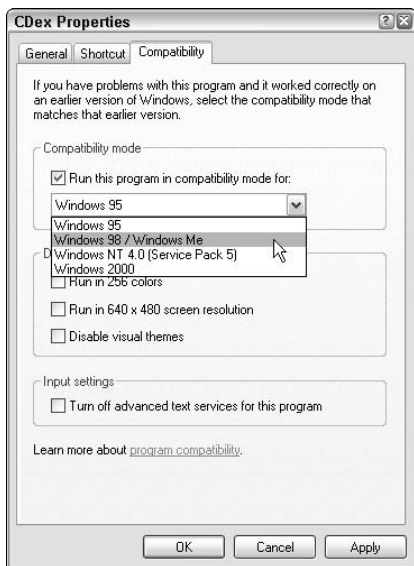 CDex Properties
General Shortcut Compatibility
If you have problems with this program and it worked correctly on
an earlier version of Windows, select the compatibility mode that
matches that earlier version.
Compatibility mode
Run this program in compatibility mode for:
Windows 95
Windows 95
Windows 98 / Windows Me
Windows NT 4.0 (Service Pack 5)
Windows 2000
D
Run in 256 colors
Run in 640 x 480 screen resolution
Disable visual themes
Input settings
Turn off advanced text services for this program
Learn more about program compatibility.
OK Cancel Apply